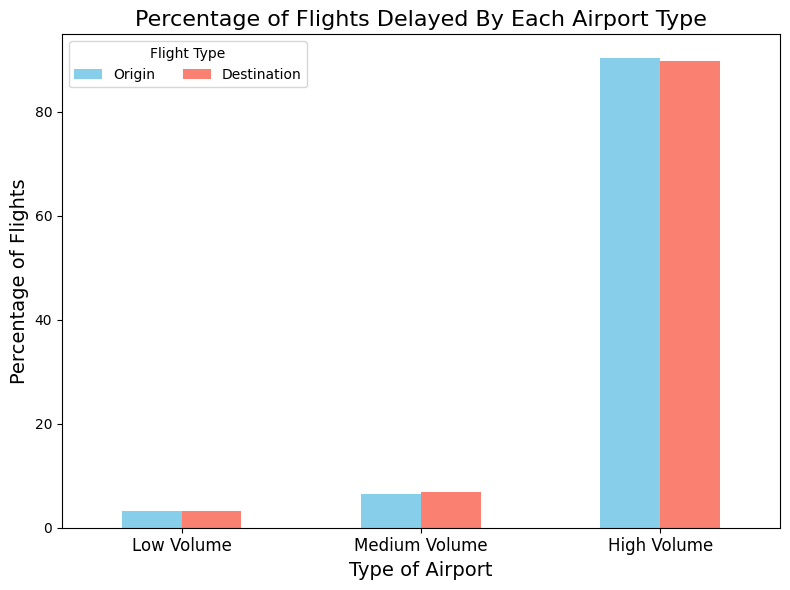 Percentage of Flights Delayed By Each Airport Type
Flight Type
Origin Destination
Percentage of Flights
80
60
40
20
0
Low Volume Medium Volume High Volume
Type of Airport